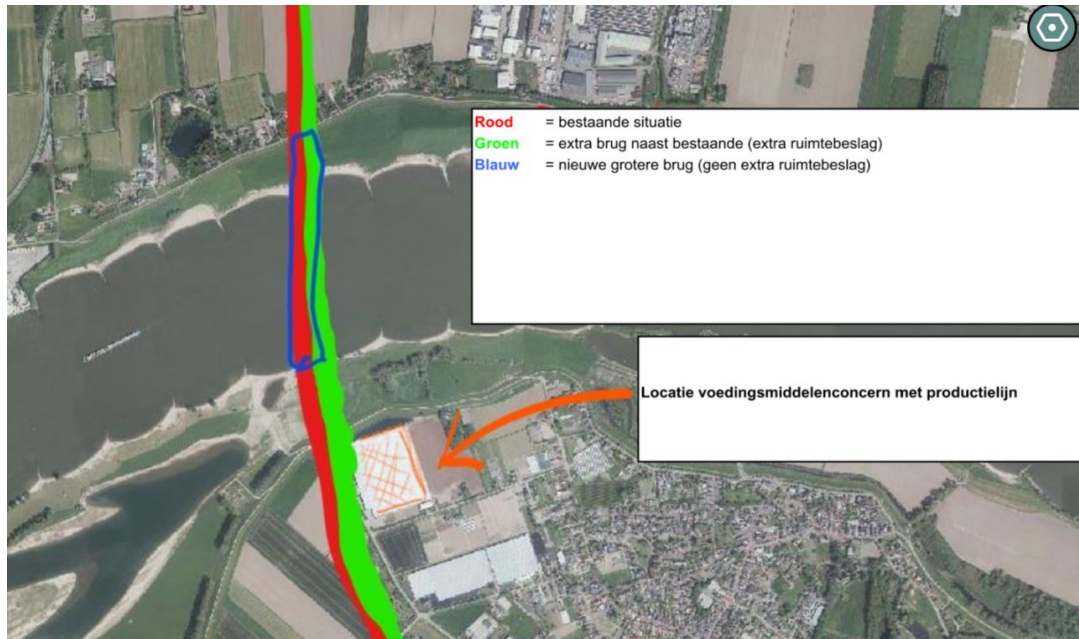 Rood = bestaande situatie
Groen = extra brug naast bestaande (extra ruimtebeslag)
Blauw = nieuwe grotere brug (geen extra ruimtebeslag)
Locatie voedingsmiddelenconcern met productielijn